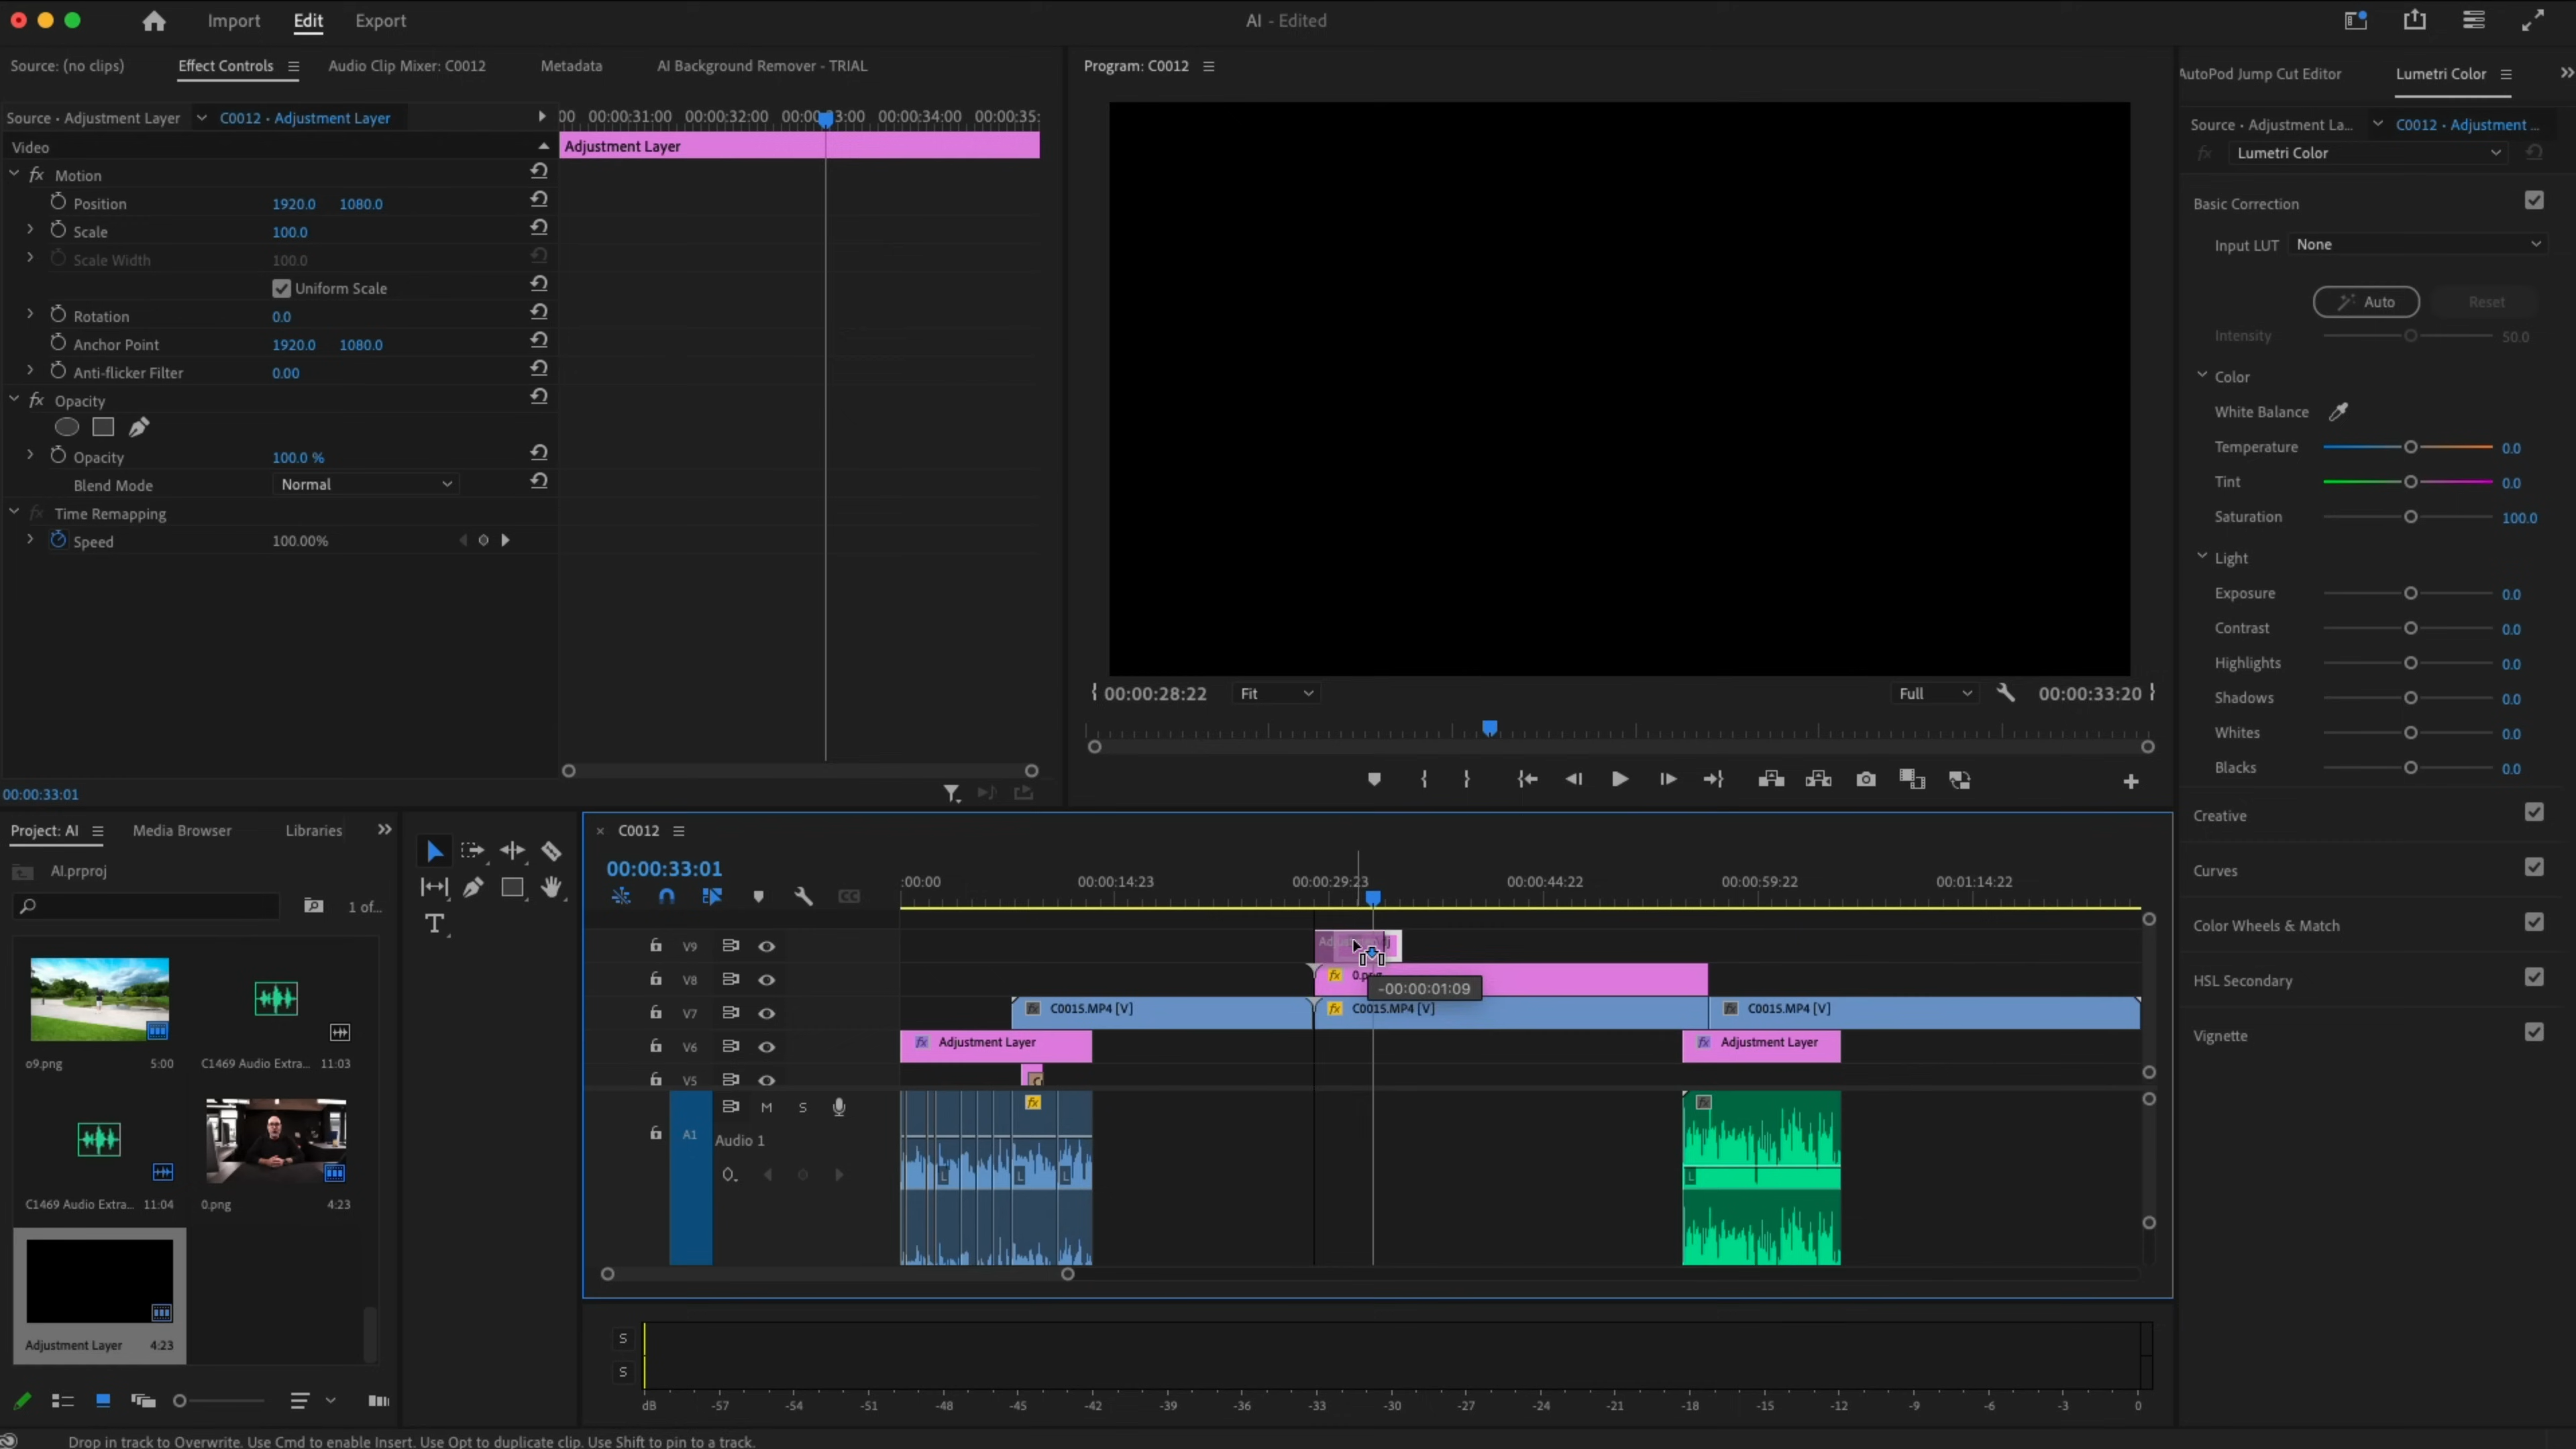 Import Edit Export AI - Edited
Source: (no clips) Effect Controls Audio Clip Mixer: C0012 Metadata AI Background Remover - TRIAL
Source • Adjustment Layer C0012 • Adjustment Layer
00 00:00:31:00 00:00:32:00 00:00:33:00 00:00:34:00 00:00:35:
Video
Adjustment Layer
fx Motion
Position 1920.0 1080.0
Scale 100.0
Scale Width 100.0
Uniform Scale
Rotation 0.0
Anchor Point 1920.0 1080.0
Anti-flicker Filter 0.00
fx Opacity
Opacity 100.0 %
Blend Mode Normal
fx Time Remapping
Speed 100.00%
00:00:33:01
Program: C0012
00:00:28:22 Fit Full 00:00:33:20
AutoPod Jump Cut Editor Lumetri Color
Source • Adjustment La... C0012 • Adjustment ...
fx Lumetri Color
Basic Correction
Input LUT None
Auto Reset
Intensity 50.0
Color
White Balance
Temperature 0.0
Tint 0.0
Saturation 100.0
Light
Exposure 0.0
Contrast 0.0
Highlights 0.0
Shadows 0.0
Whites 0.0
Blacks 0.0
Creative
Curves
Color Wheels & Match
HSL Secondary
Vignette
Project: AI Media Browser Libraries
AI.prproj
1 of...
o9.png 5:00
C1469 Audio Extra... 11:03
C1469 Audio Extra... 11:04
0.png 4:23
Adjustment Layer 4:23
C0012
00:00:33:01
:00:00 00:00:14:23 00:00:29:23 00:00:44:22 00:00:59:22 00:01:14:22
CC
V9
V8 fx
-00:00:01:09
V7 C0015.MP4 [V] fx C0015.MP4 [V] C0015.MP4 [V]
V6 fx Adjustment Layer fx Adjustment Layer
V5
M S fx fx
A1 Audio 1
L L L L
S
S
dB -57 -54 -51 -48 -45 -42 -39 -36 -33 -30 -27 -24 -21 -18 -15 -12 -9 -6 -3 0
Drop in track to Overwrite. Use Cmd to enable Insert. Use Opt to duplicate clip. Use Shift to pin to a track.